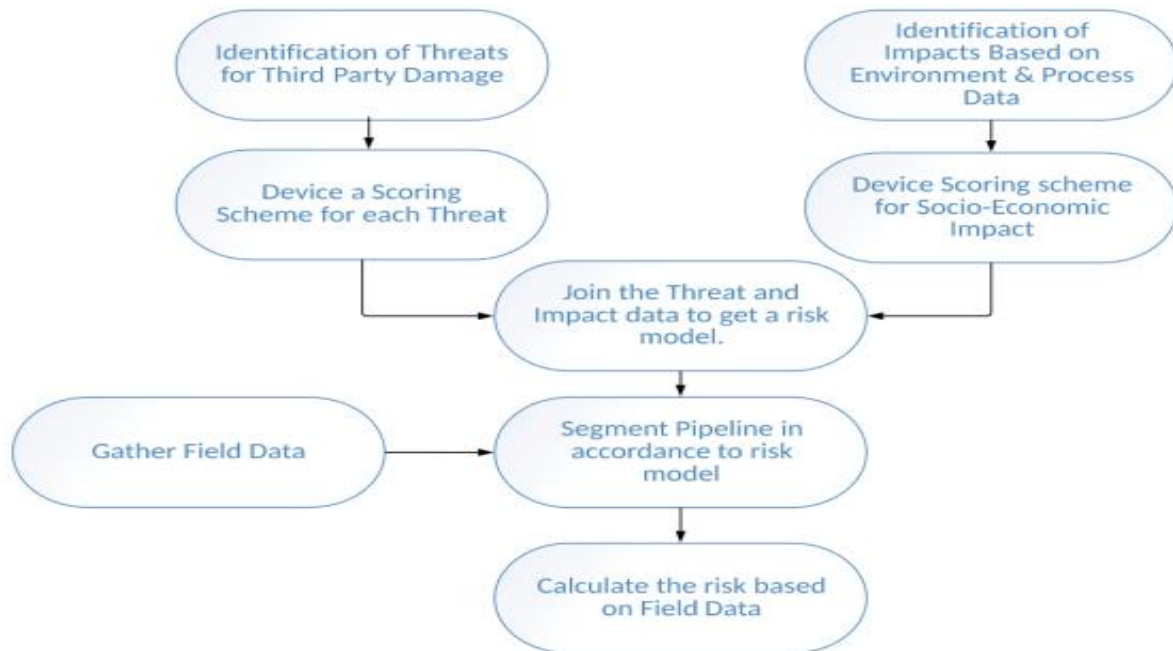 Identification of Threats
for Third Party Damage
Identification of
Impacts Based on
Environment & Process
Data
Device a Scoring
Scheme for each Threat
Device Scoring scheme
for Socio-Economic
Impact
Join the Threat and
Impact data to get a risk
model.
Gather Field Data
Segment Pipeline in
accordance to risk
model
Calculate the risk based
on Field Data